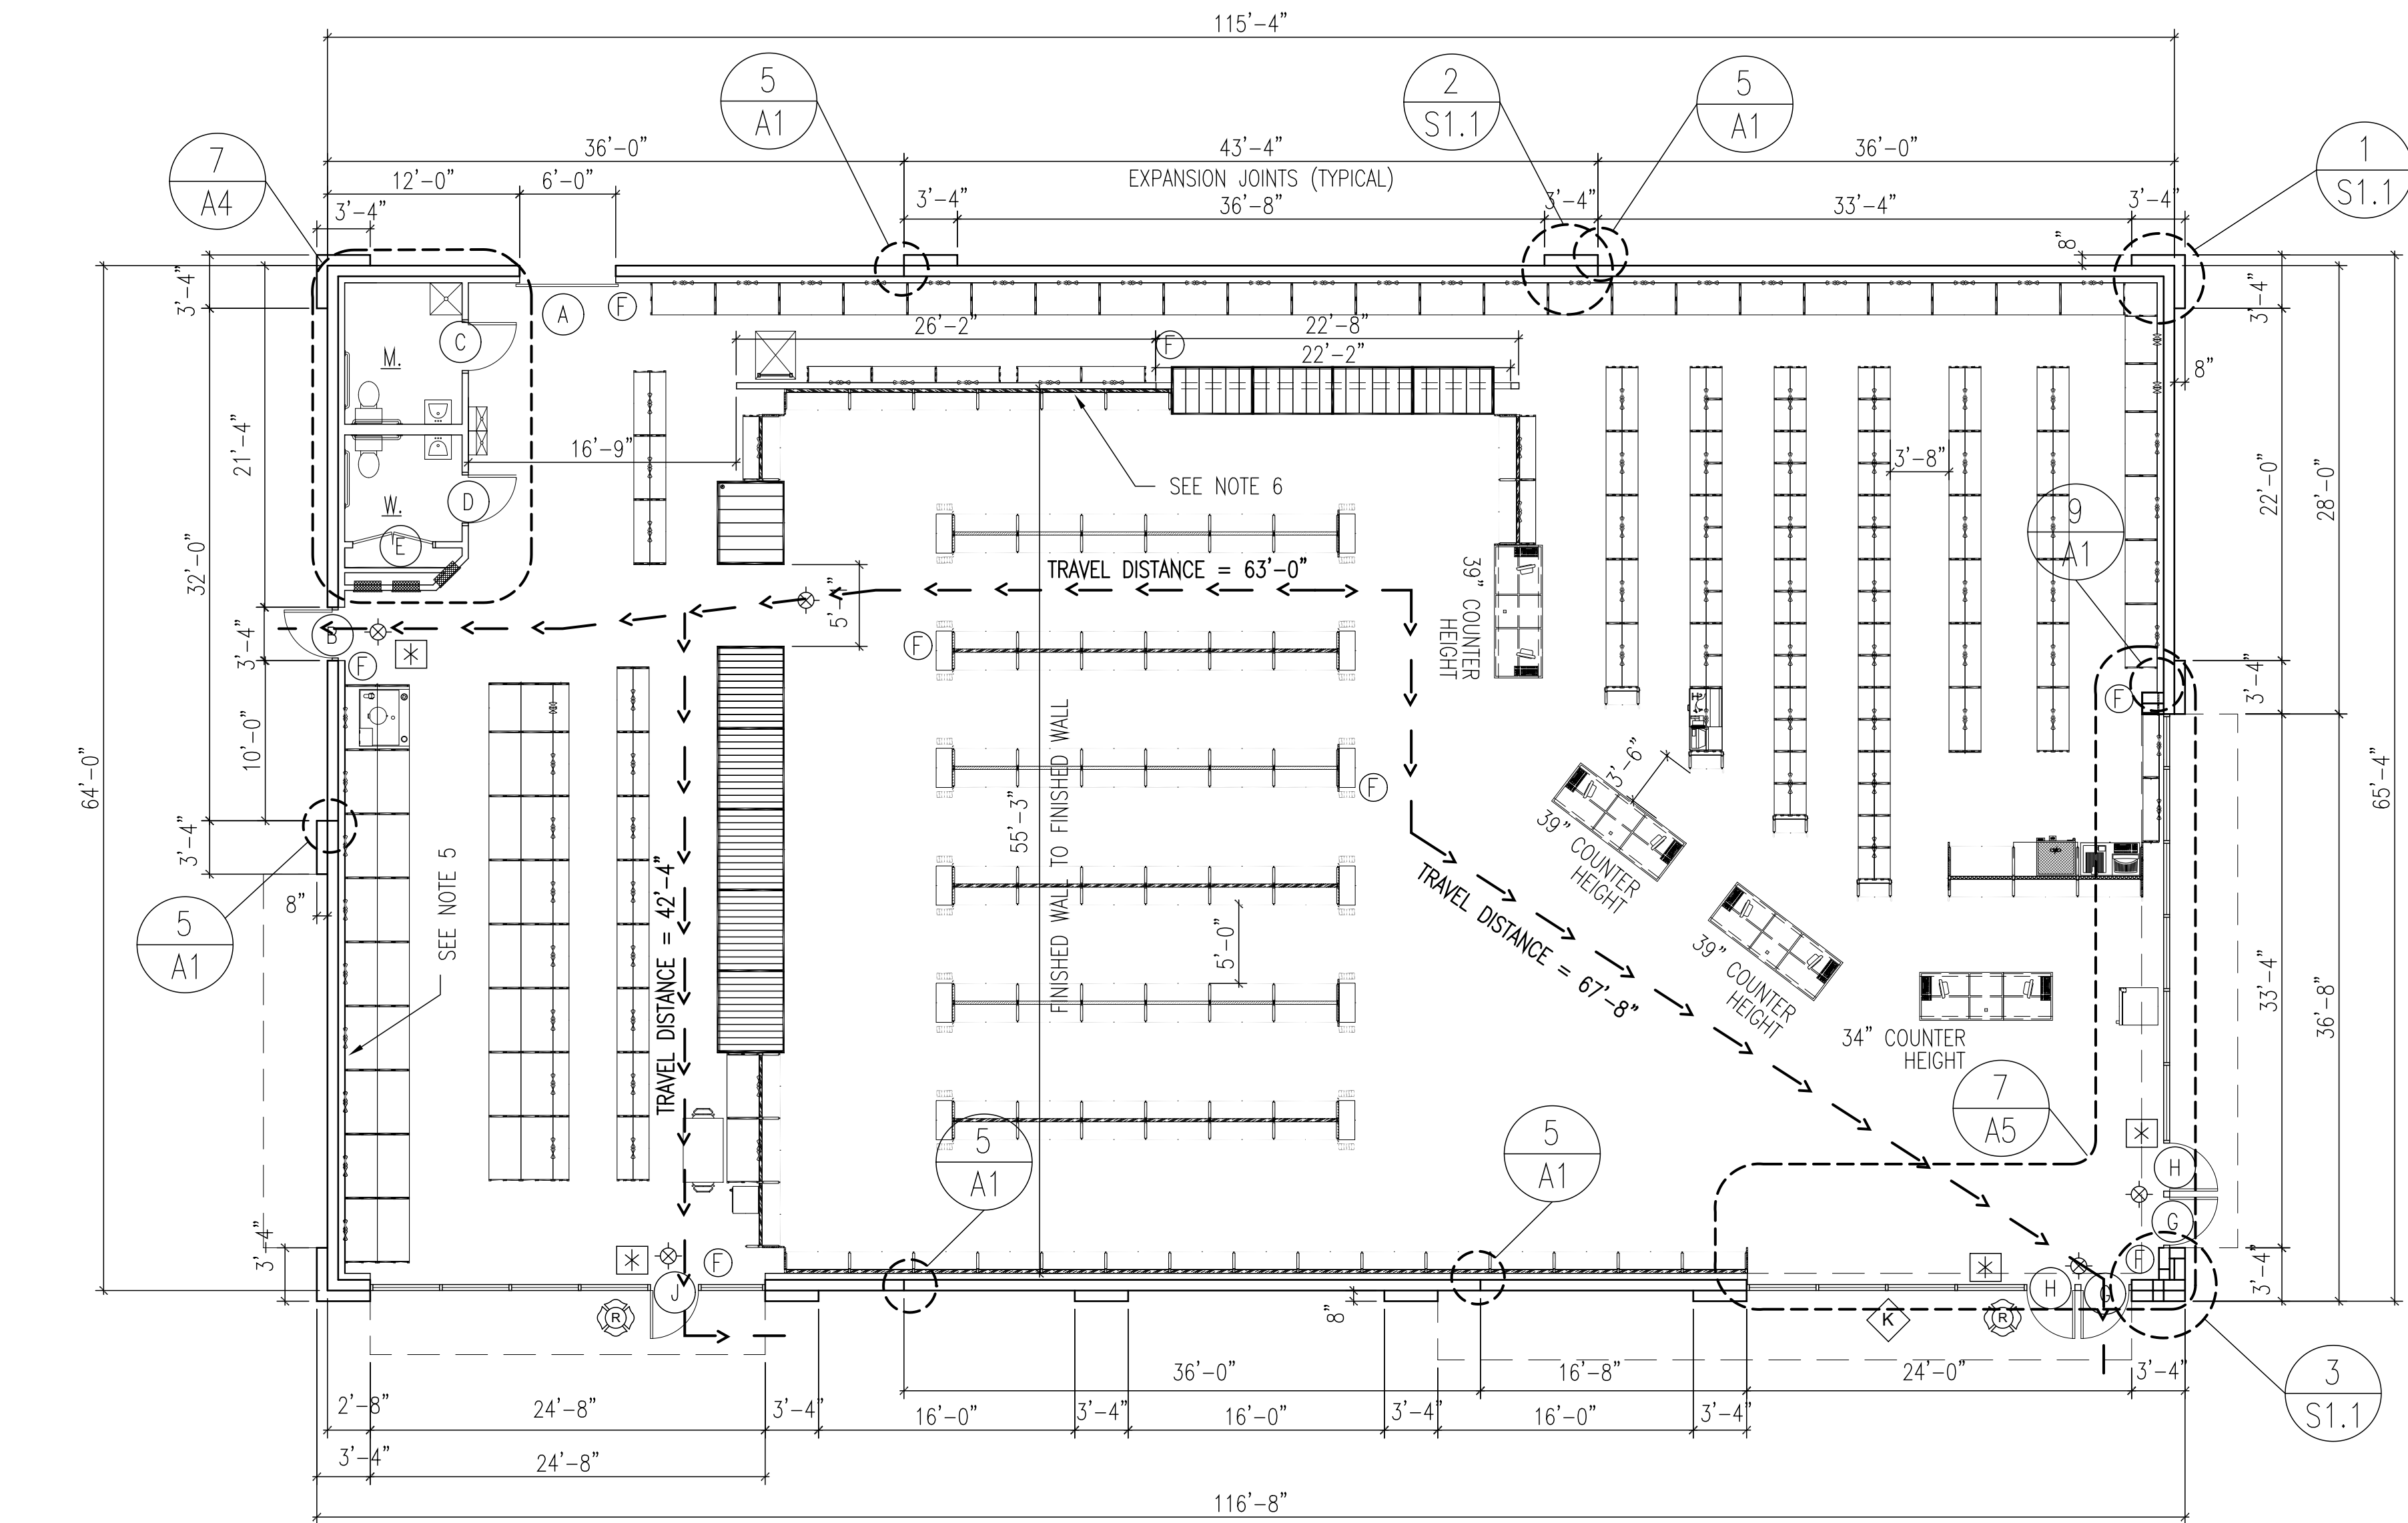 115'-4"
5
A1
2
S1.1
5
A1
1
S1.1
7
A4
36'-0"
43'-4"
36'-0"
EXPANSION JOINTS (TYPICAL)
12'-0"
6'-0"
3'-4"
3'-4"
36'-8"
3'-4"
33'-4"
3'-4"
8"
3'-4"
3'-4"
A
F
C
M.
26'-2"
22'-8"
F
22'-2"
8"
21'-4"
16'-9"
SEE NOTE 6
3'-8"
22'-0"
28'-0"
W.
D
E
9
A1
32'-0"
TRAVEL DISTANCE = 63'-0"
39" COUNTER
HEIGHT
B
3'-4"
F
F
F
3'-4"
10'-0"
64'-0"
65'-4"
F
3'-6"
39" COUNTER
HEIGHT
55'-3"
FINISHED WALL TO FINISHED WALL
3'-4"
8"
5
A1
SEE NOTE 5
TRAVEL DISTANCE = 42'-4"
5'-0"
TRAVEL DISTANCE = 67'-8"
39" COUNTER
HEIGHT
34" COUNTER
HEIGHT
33'-4"
36'-8"
7
A5
5
A1
5
A1
H
G
F
3'-4"
F
3'-4"
J
R
8"
H
G
K
R
36'-0"
16'-8"
24'-0"
3'-4"
3
S1.1
2'-8"
24'-8"
3'-4"
16'-0"
3'-4"
16'-0"
3'-4"
16'-0"
3'-4"
3'-4"
24'-8"
116'-8"